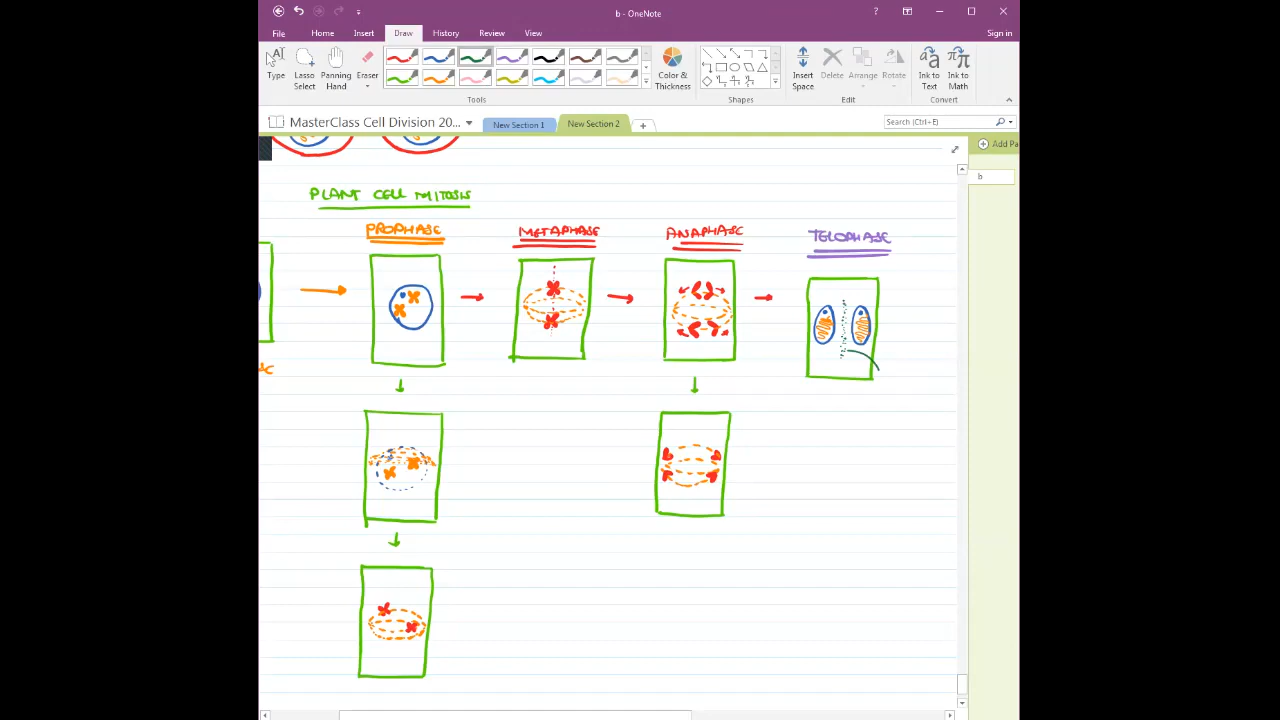 b - OneNote
?
Sign in
File Home Insert Draw History Review View
Type
Lasso Select
Panning Hand
Eraser
Color & Thickness
Insert Space
Delete
Arrange
Rotate
Ink to Text
Ink to Math
Tools
Shapes
Edit
Convert
MasterClass Cell Division 20...
New Section 1
New Section 2
Search (Ctrl+E)
Add Pa
b
PLANT CELL MITOSIS
PROPHASE
METAPHASE
ANAPHASE
TELOPHASE